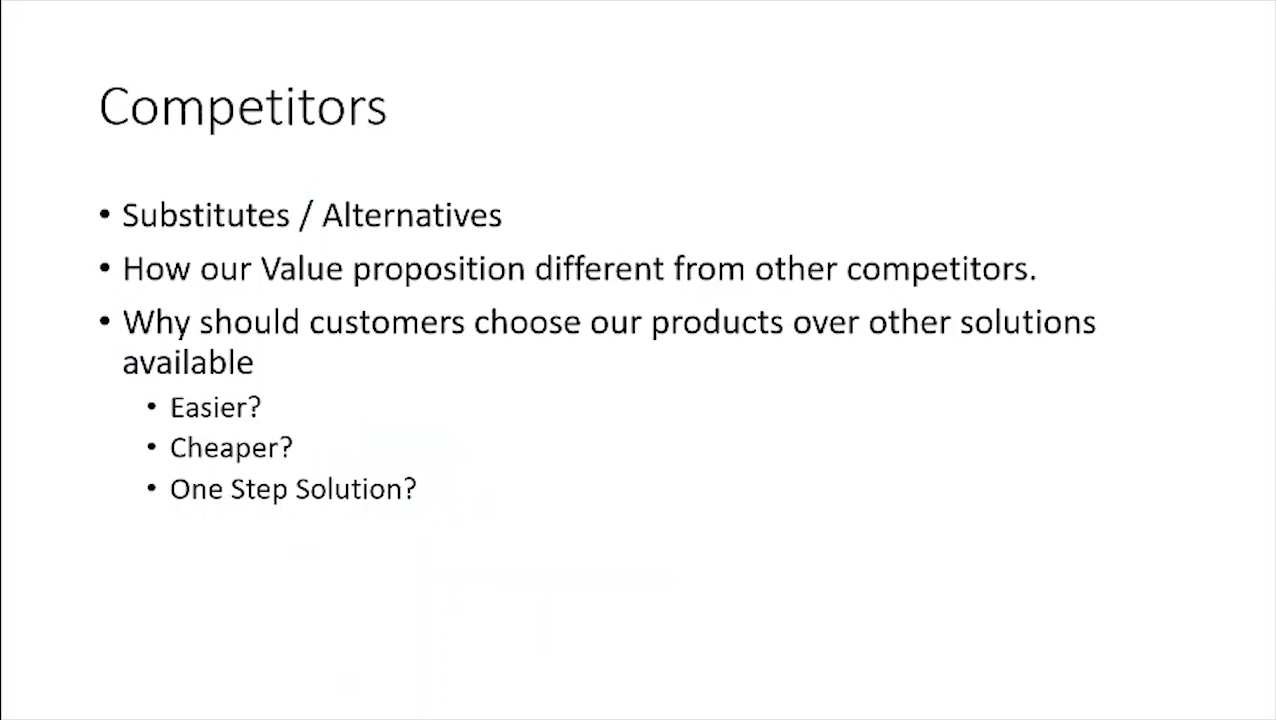 Competitors
• Substitutes / Alternatives
• How our Value proposition different from other competitors.
• Why should customers choose our products over other solutions
available
• Easier?
• Cheaper?
• One Step Solution?